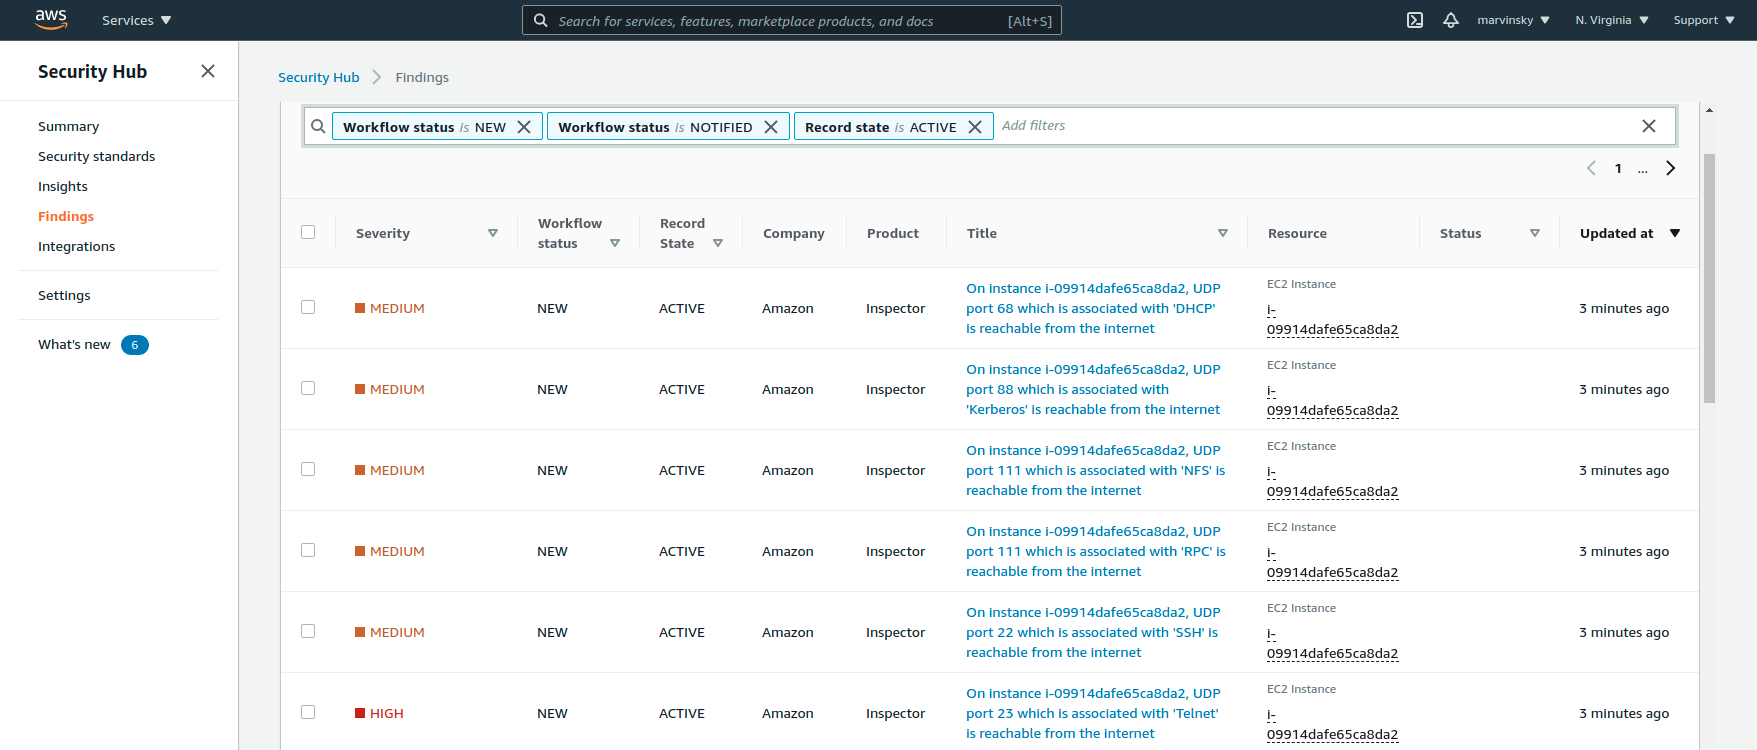 aws
Services
Search for services, features, marketplace products, and docs
[Alt+S]
marvinsky
N. Virginia
Support
Security Hub
Summary
Security standards
Insights
Findings
Integrations
Settings
What's new
6
Security Hub
Findings
Workflow status is NEW
Workflow status is NOTIFIED
Record state is ACTIVE
Add filters
1
...
Severity
Workflow
status
Record
State
Company
Product
Title
Resource
Status
Updated at
MEDIUM
NEW
ACTIVE
Amazon
Inspector
On instance i-09914dafe65ca8da2, UDP
port 68 which is associated with 'DHCP'
is reachable from the internet
EC2 Instance
i-
09914dafe65ca8da2
3 minutes ago
MEDIUM
NEW
ACTIVE
Amazon
Inspector
On instance i-09914dafe65ca8da2, UDP
port 88 which is associated with
'Kerberos' is reachable from the internet
EC2 Instance
i-
09914dafe65ca8da2
3 minutes ago
MEDIUM
NEW
ACTIVE
Amazon
Inspector
On instance i-09914dafe65ca8da2, UDP
port 111 which is associated with 'NFS' is
reachable from the internet
EC2 Instance
i-
09914dafe65ca8da2
3 minutes ago
MEDIUM
NEW
ACTIVE
Amazon
Inspector
On instance i-09914dafe65ca8da2, UDP
port 111 which is associated with 'RPC' is
reachable from the internet
EC2 Instance
i-
09914dafe65ca8da2
3 minutes ago
MEDIUM
NEW
ACTIVE
Amazon
Inspector
On instance i-09914dafe65ca8da2, UDP
port 22 which is associated with 'SSH' is
reachable from the internet
EC2 Instance
i-
09914dafe65ca8da2
3 minutes ago
HIGH
NEW
ACTIVE
Amazon
Inspector
On instance i-09914dafe65ca8da2, UDP
port 23 which is associated with 'Telnet'
is reachable from the internet
EC2 Instance
i-
09914dafe65ca8da2
3 minutes ago